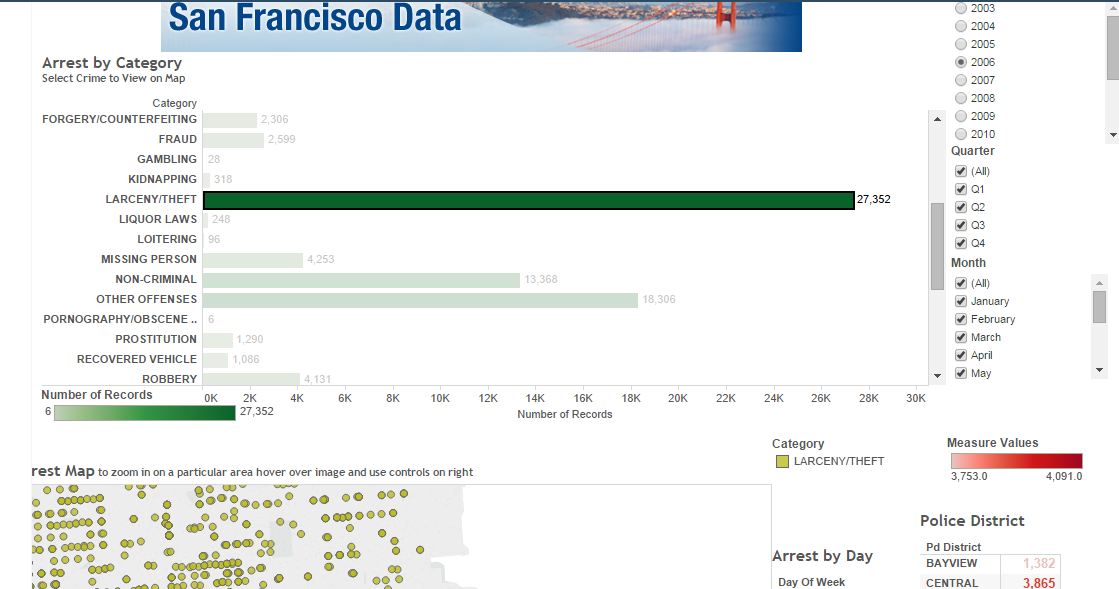 San Francisco Data
Arrest by Category
Select Crime to View on Map
Category
FORGERY/COUNTERFEITING 2,306
FRAUD 2,599
GAMBLING 28
KIDNAPPING 318
LARCENY/THEFT 27,352
LIQUOR LAWS 248
LOITERING 96
MISSING PERSON 4,253
NON-CRIMINAL 13,368
OTHER OFFENSES 18,306
PORNOGRAPHY/OBSCENE .. 6
PROSTITUTION 1,290
RECOVERED VEHICLE 1,086
ROBBERY 4,131
0K 2K 4K 6K 8K 10K 12K 14K 16K 18K 20K 22K 24K 26K 28K 30K
Number of Records
Number of Records
6 27,352
2003
2004
2005
2006
2007
2008
2009
2010
Quarter
(All)
Q1
Q2
Q3
Q4
Month
(All)
January
February
March
April
May
rest Map to zoom in on a particular area hover over image and use controls on right
Category
LARCENY/THEFT
Measure Values
3,753.0 4,091.0
Arrest by Day
Day Of Week
Police District
Pd District
BAYVIEW 1,382
CENTRAL 3,865